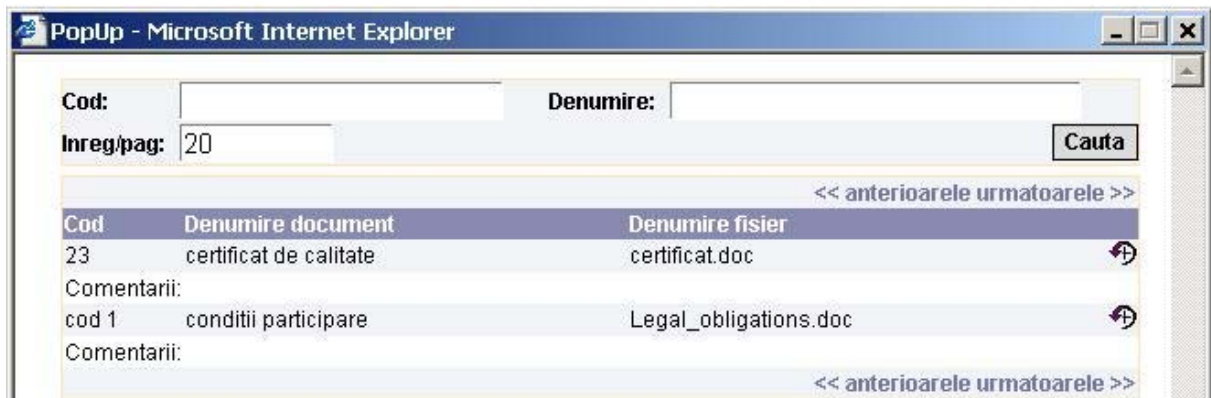 PopUp - Microsoft Internet Explorer
Cod: Denumire:
Inreg/pag: 20 Cauta
<< anterioarele urmatoarele >>
Cod Denumire document Denumire fisier
23 certificat de calitate certificat.doc
Comentarii:
cod 1 conditii participare Legal_obligations.doc
Comentarii:
<< anterioarele urmatoarele >>